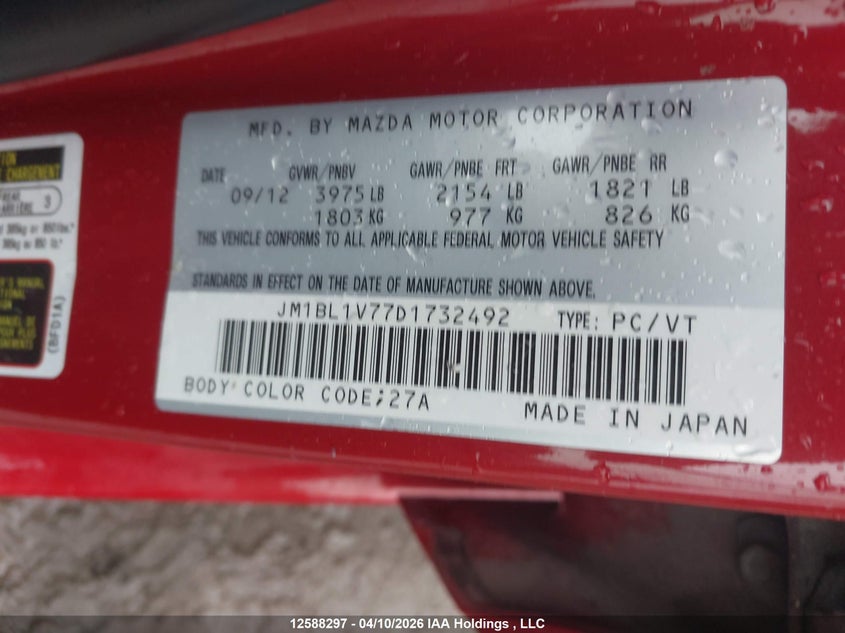 MFD. BY MAZDA MOTOR CORPORATION
DATE GVWR/PNBV GAWR/PNBE FRT GAWR/PNBE RR
09/12 3975 LB 2154 LB 1821 LB
1803 KG 977 KG 826 KG
THIS VEHICLE CONFORMS TO ALL APPLICABLE FEDERAL MOTOR VEHICLE SAFETY
STANDARDS IN EFFECT ON THE DATE OF MANUFACTURE SHOWN ABOVE.
JM1BL1V77D1732492 TYPE: PC/VT
BODY COLOR CODE;27A
MADE IN JAPAN
CHARGEMENT
3
(BFD1A)
12588297 - 04/10/2026 IAA Holdings , LLC